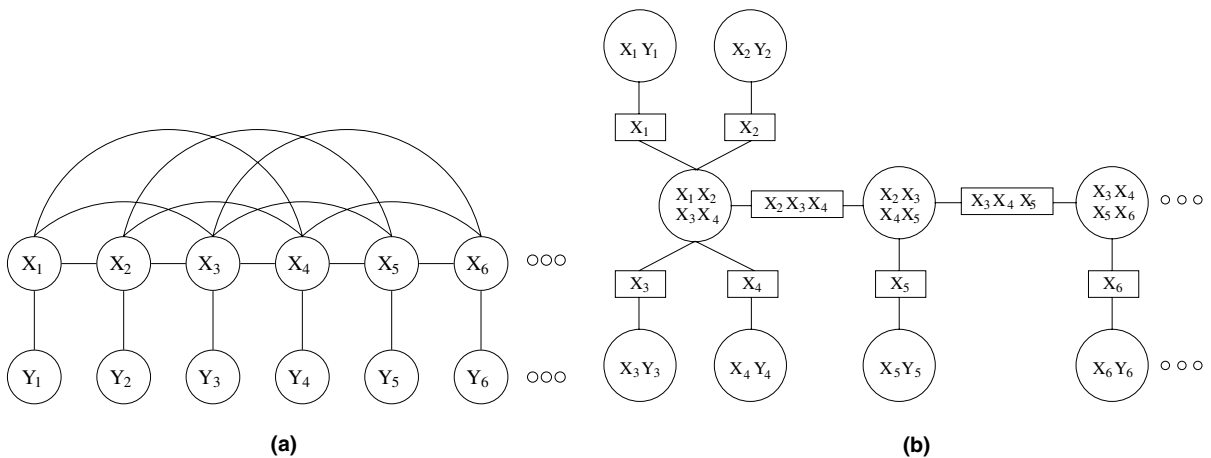 X₁ X₂ X₃ X₄ X₅ X₆
Y₁ Y₂ Y₃ Y₄ Y₅ Y₆
(a)
X₁ Y₁ X₂ Y₂
X₁ X₂
X₁ X₂
X₃ X₄
X₂ X₃ X₄
X₂ X₃
X₄ X₅
X₃ X₄ X₅
X₃ X₄
X₅ X₆
X₃ X₄ X₅ X₆
X₃ Y₃ X₄ Y₄ X₅ Y₅ X₆ Y₆
(b)